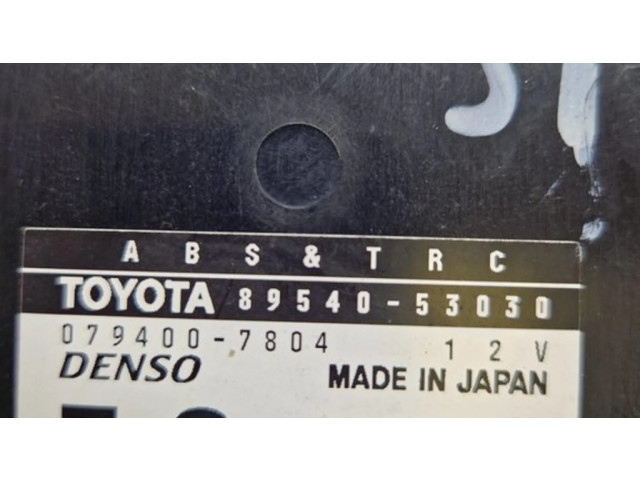 ABS & TRC
TOYOTA 89540-53030
079400-7804 12V
DENSO MADE IN JAPAN